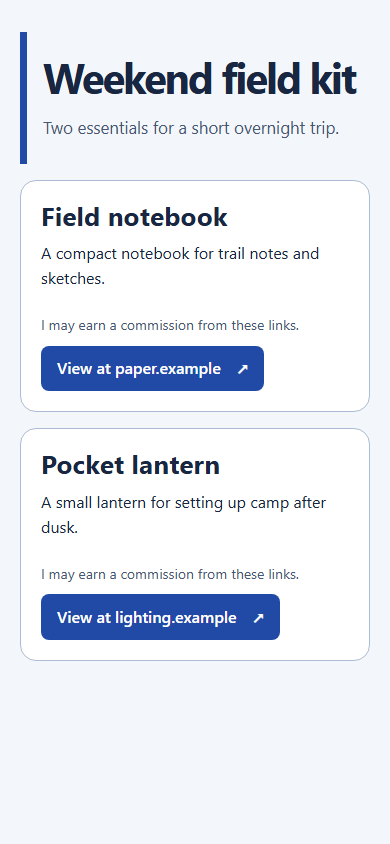 Weekend field kit
Two essentials for a short overnight trip.
Field notebook
A compact notebook for trail notes and
sketches.
I may earn a commission from these links.
View at paper.example ↗
Pocket lantern
A small lantern for setting up camp after
dusk.
I may earn a commission from these links.
View at lighting.example ↗